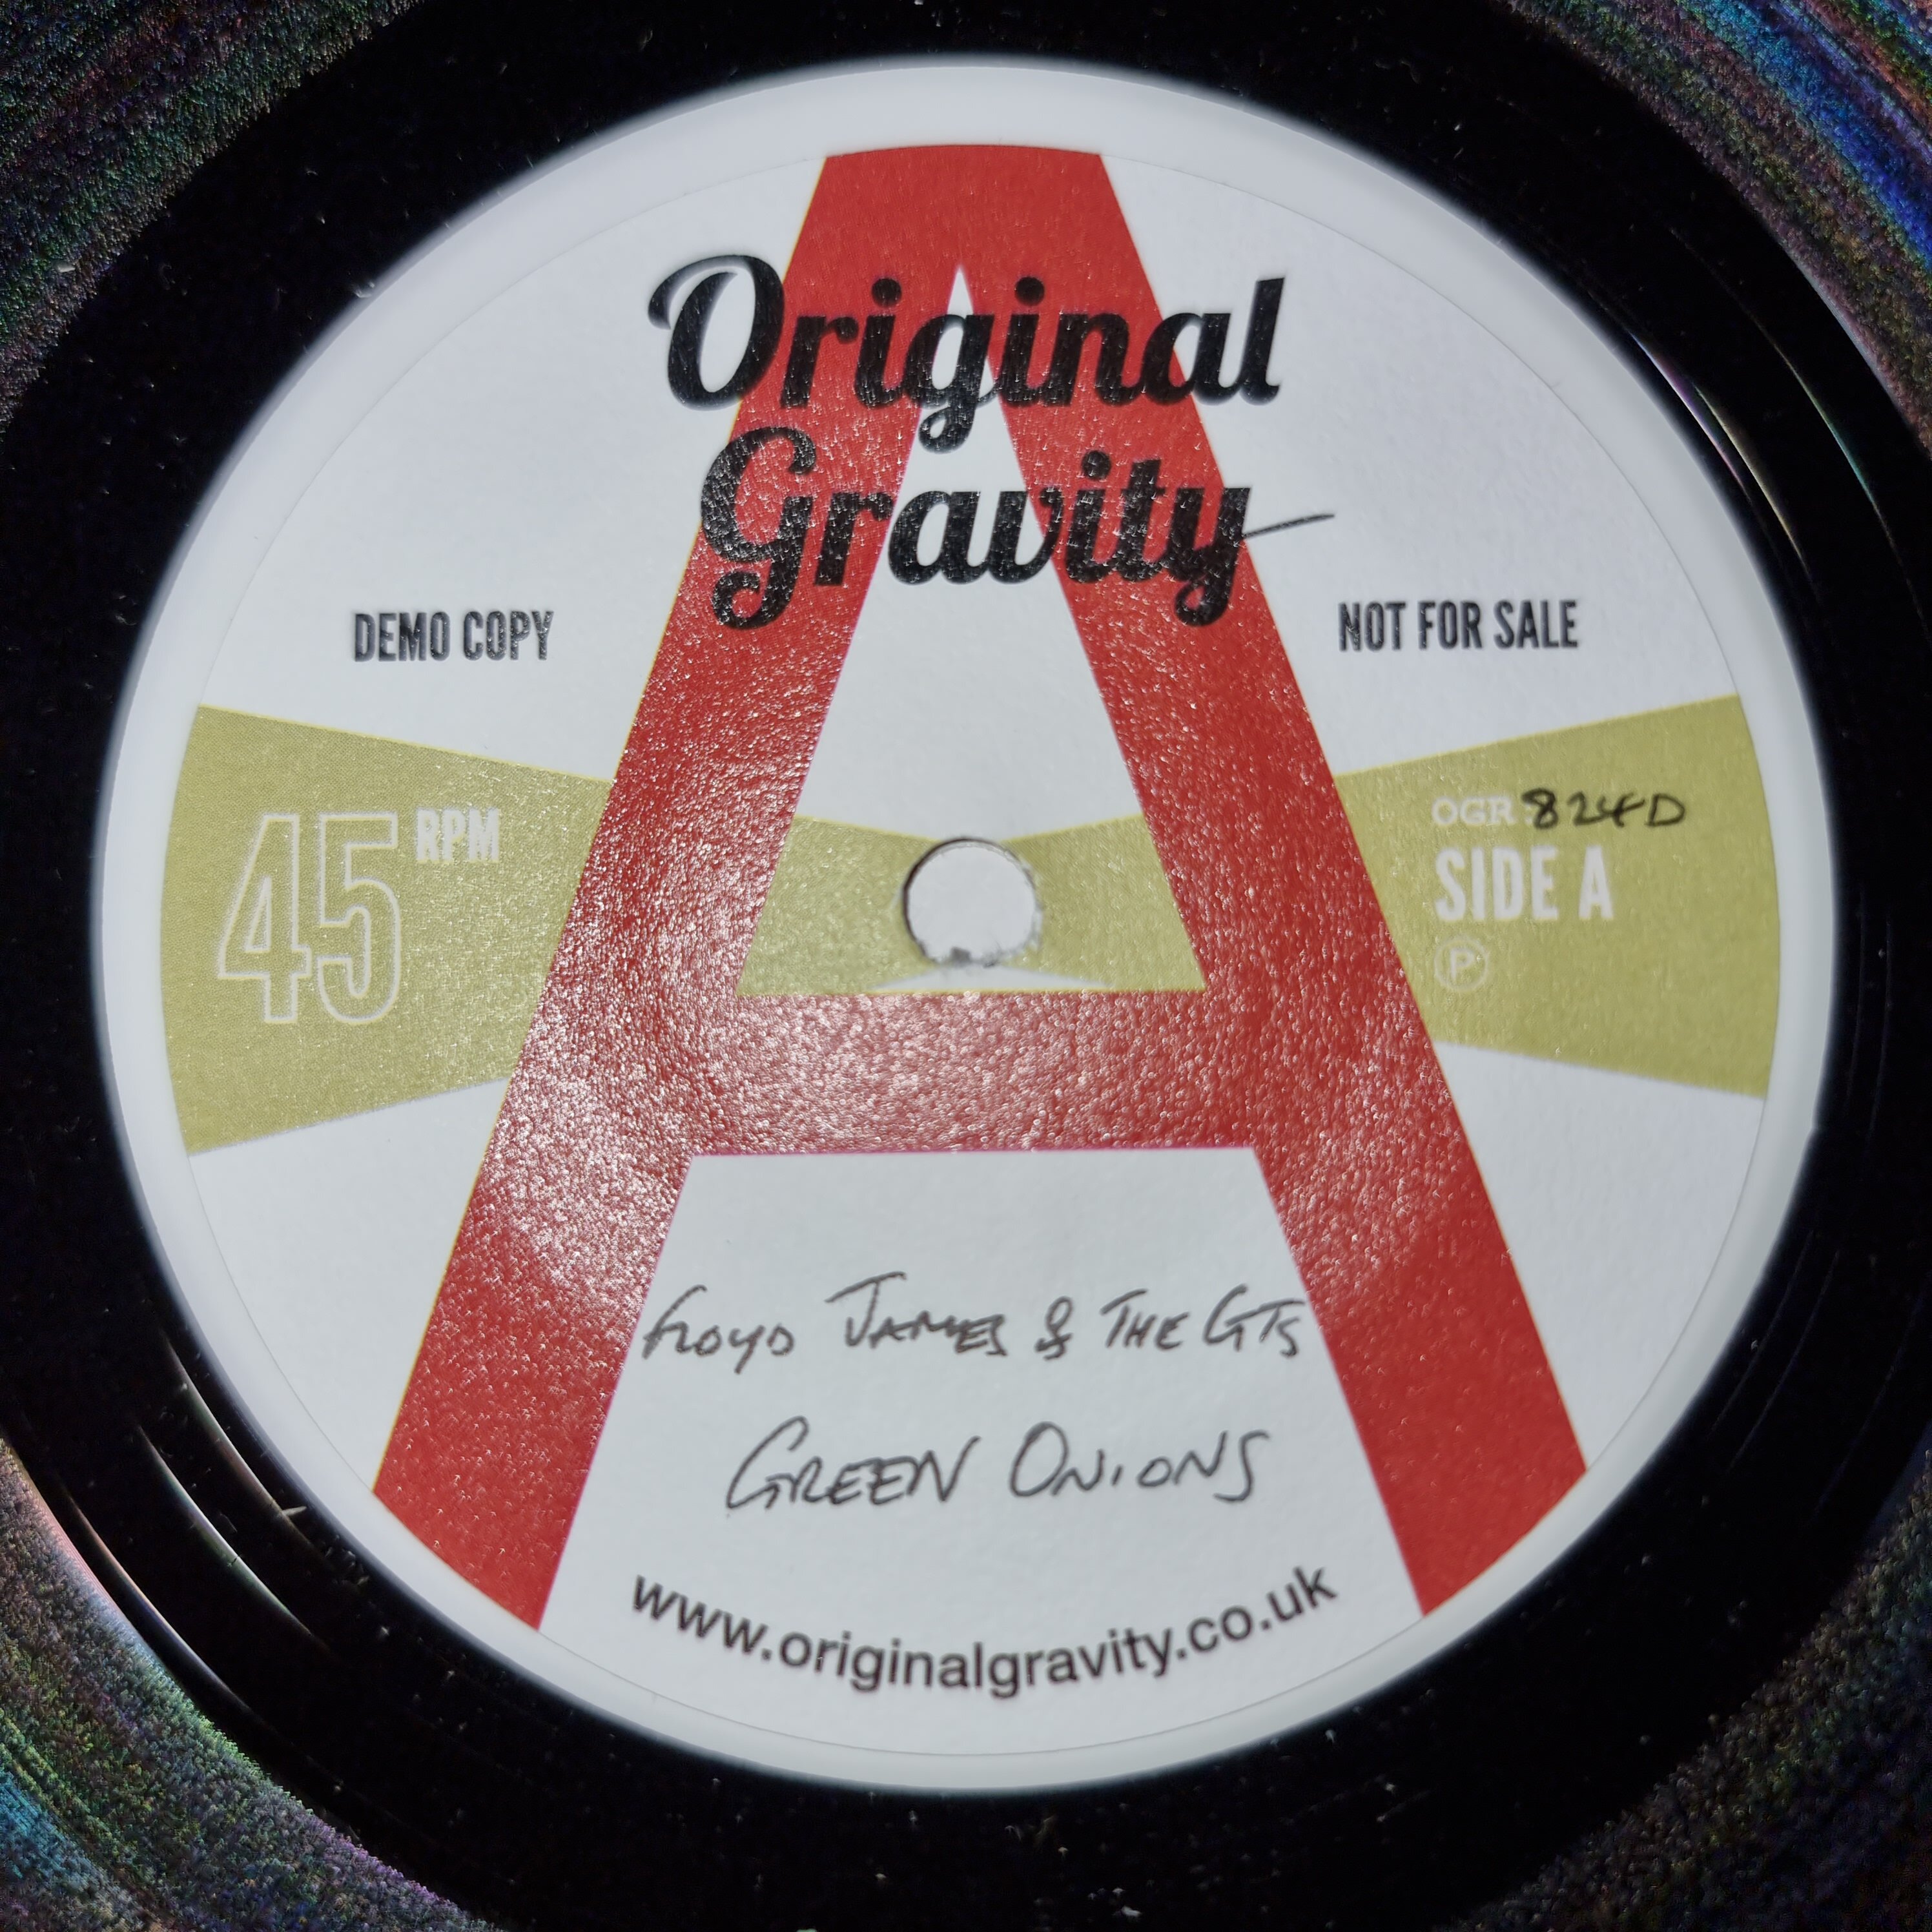 Original
Gravity
DEMO COPY
NOT FOR SALE
45 RPM
OGR 824D
SIDE A
℗
A
FLOYD JAMES & THE GTS
GREEN ONIONS
www.originalgravity.co.uk